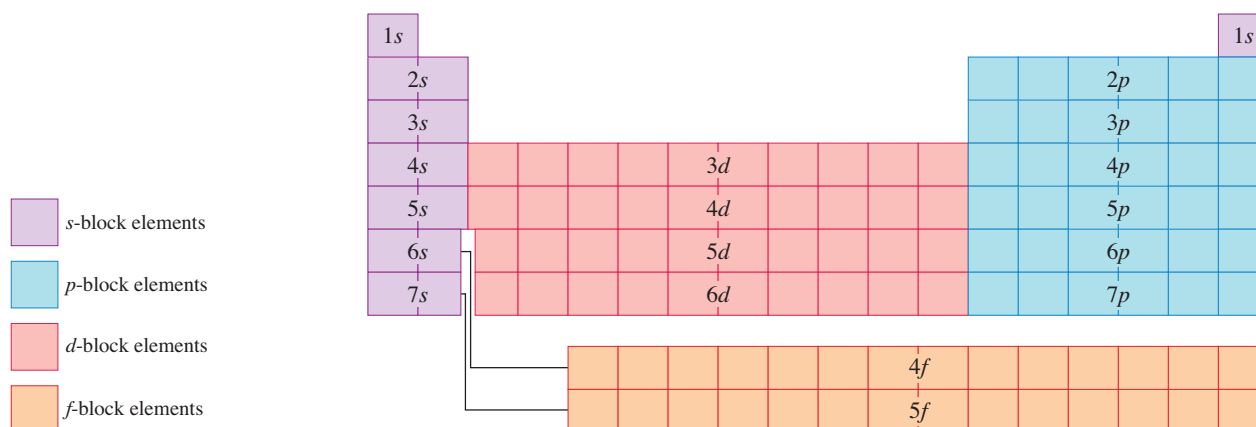 1s 1s
2s 2p
3s 3p
4s 3d 4p
5s 4d 5p
6s 5d 6p
7s 6d 7p
4f
5f
s-block elements
p-block elements
d-block elements
f-block elements